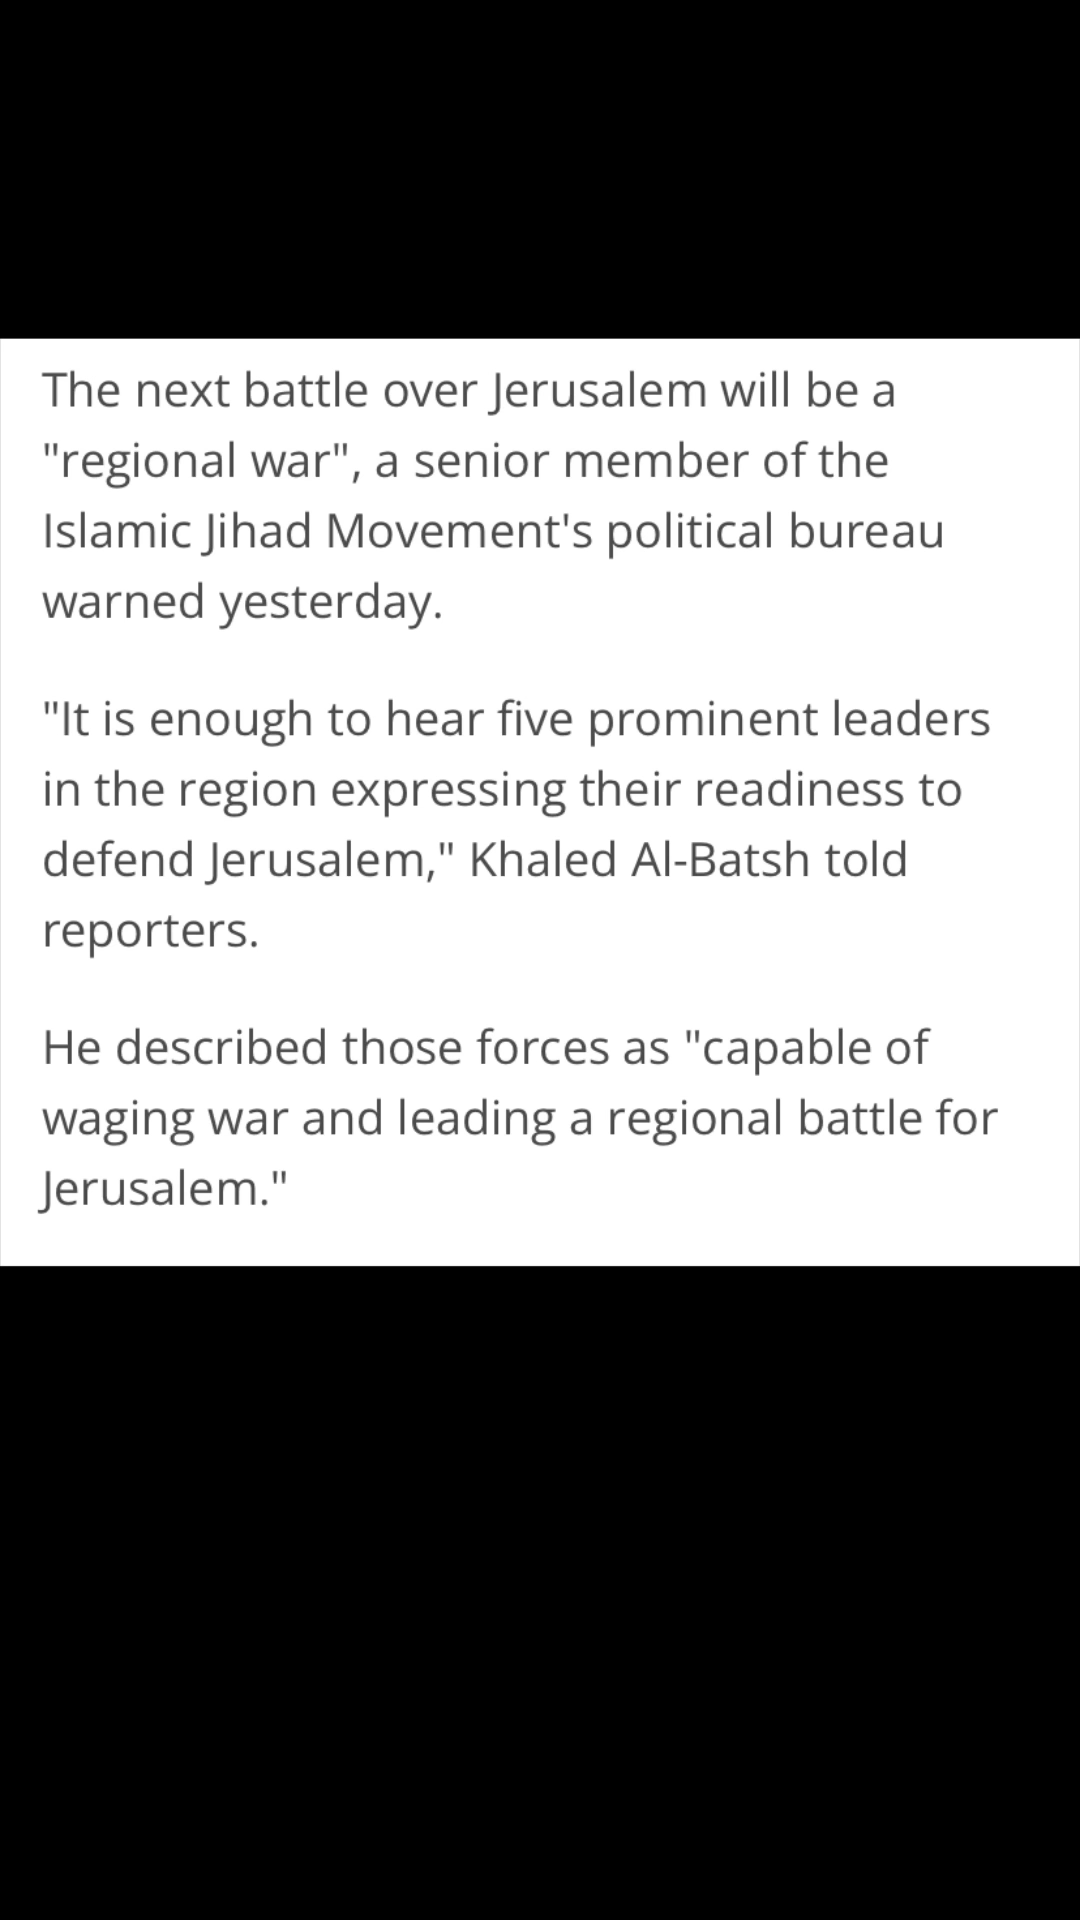 The next battle over Jerusalem will be a
"regional war", a senior member of the
Islamic Jihad Movement's political bureau
warned yesterday.
"It is enough to hear five prominent leaders
in the region expressing their readiness to
defend Jerusalem," Khaled Al-Batsh told
reporters.
He described those forces as "capable of
waging war and leading a regional battle for
Jerusalem."